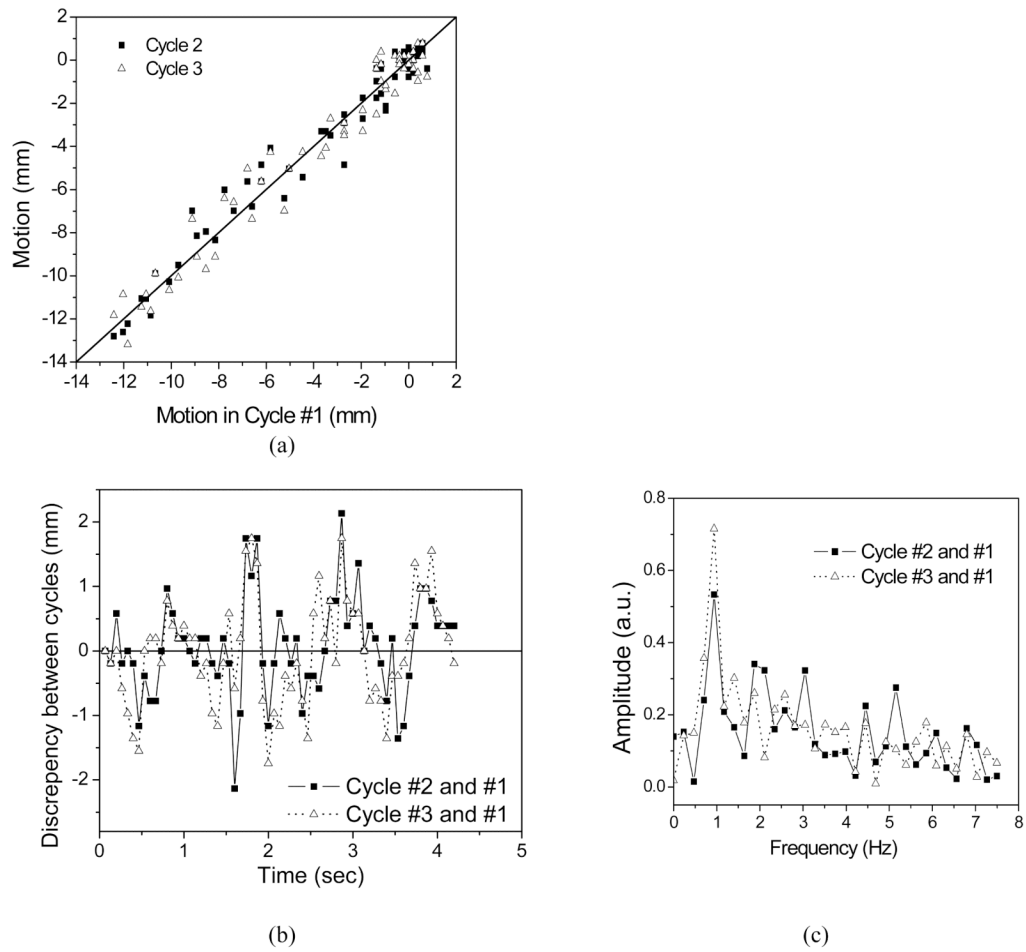 2
0
-2
-4
-6
-8
-10
-12
-14
Motion (mm)
Cycle 2
Cycle 3
-14 -12 -10 -8 -6 -4 -2 0 2
Motion in Cycle #1 (mm)
(a)
2
1
0
-1
-2
Discrepency between cycles (mm)
Cycle #2 and #1
Cycle #3 and #1
0 1 2 3 4 5
Time (sec)
(b)
0.8
0.6
0.4
0.2
0.0
Amplitude (a.u.)
Cycle #2 and #1
Cycle #3 and #1
0 1 2 3 4 5 6 7 8
Frequency (Hz)
(c)